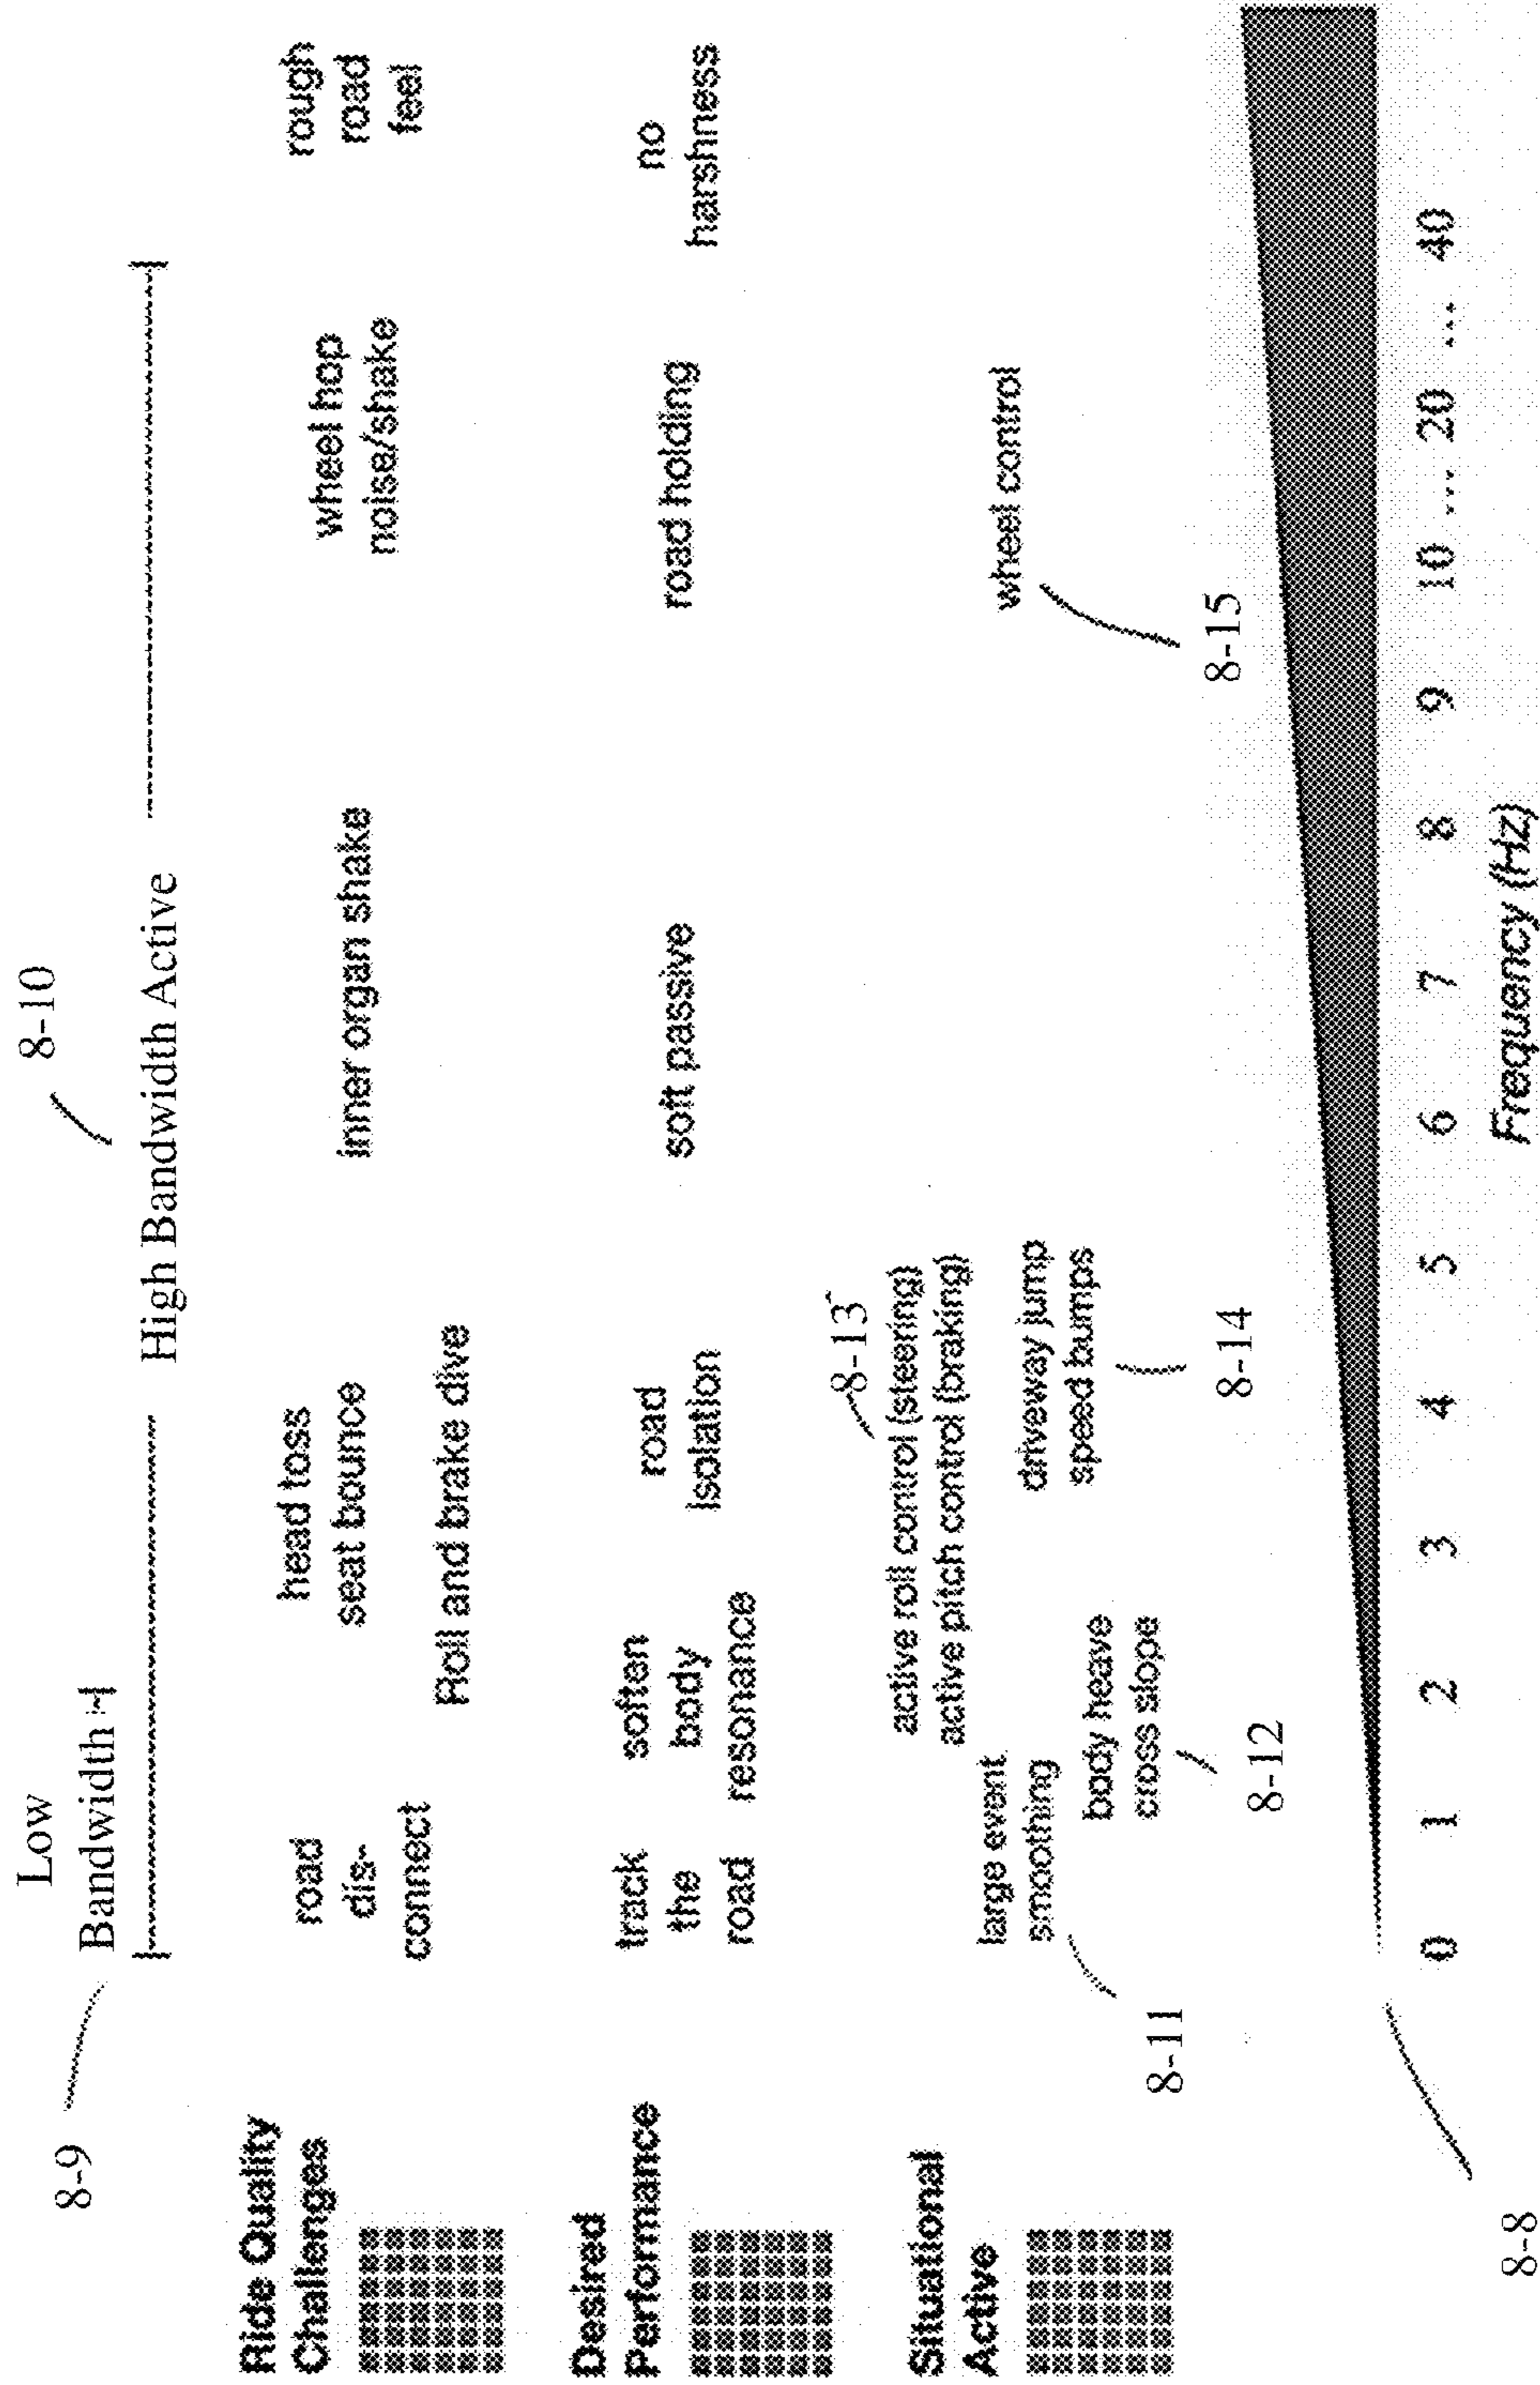 8-9
Low
Bandwidth
8-10
High Bandwidth Active
Ride Quality
Challenges
road
dis-
connect
head toss
seat bounce
Roll and brake dive
inner organ shake
wheel hop
noise/shake
rough
road
feel
Desired
Performance
track
the
road
soften
body
resonance
road
isolation
soft passive
road holding
no
harshness
Situational
Active
8-11
large event
smoothing
body heave
cross slope
8-12
8-13
active roll control (steering)
active pitch control (braking)
driveway jump
speed bumps
8-14
wheel control
8-15
8-8
0 1 2 3 4 5 6 7 8 9 10 ... 20 ... 40
Frequency (Hz)